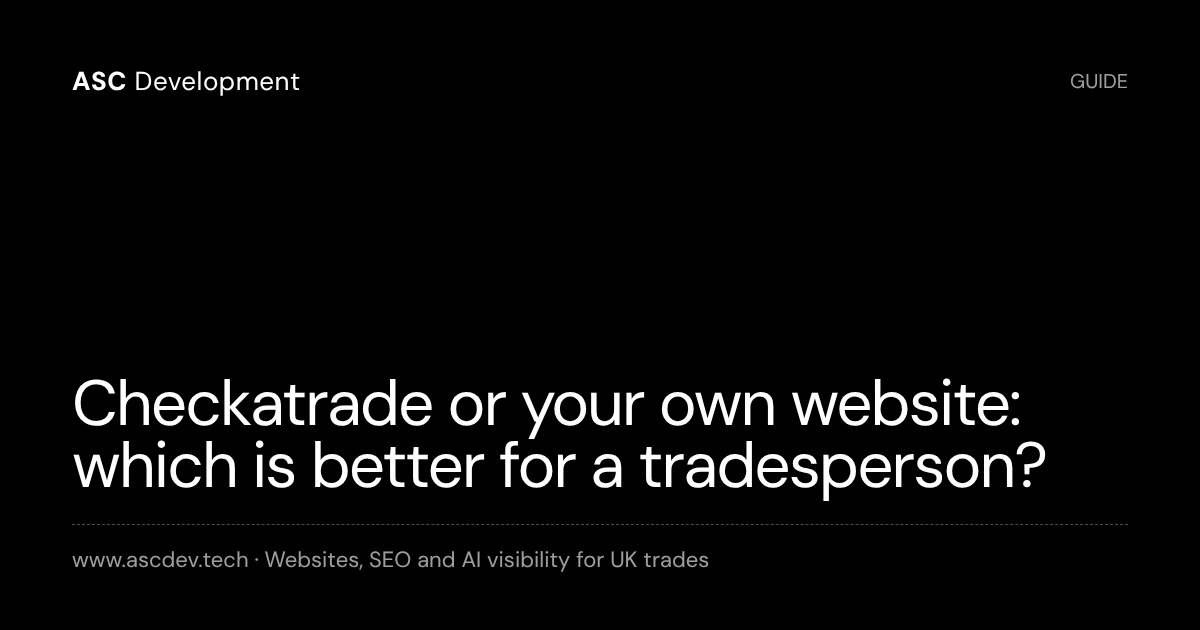 ASC Development
GUIDE
Checkatrade or your own website:
which is better for a tradesperson?
www.ascdev.tech · Websites, SEO and AI visibility for UK trades